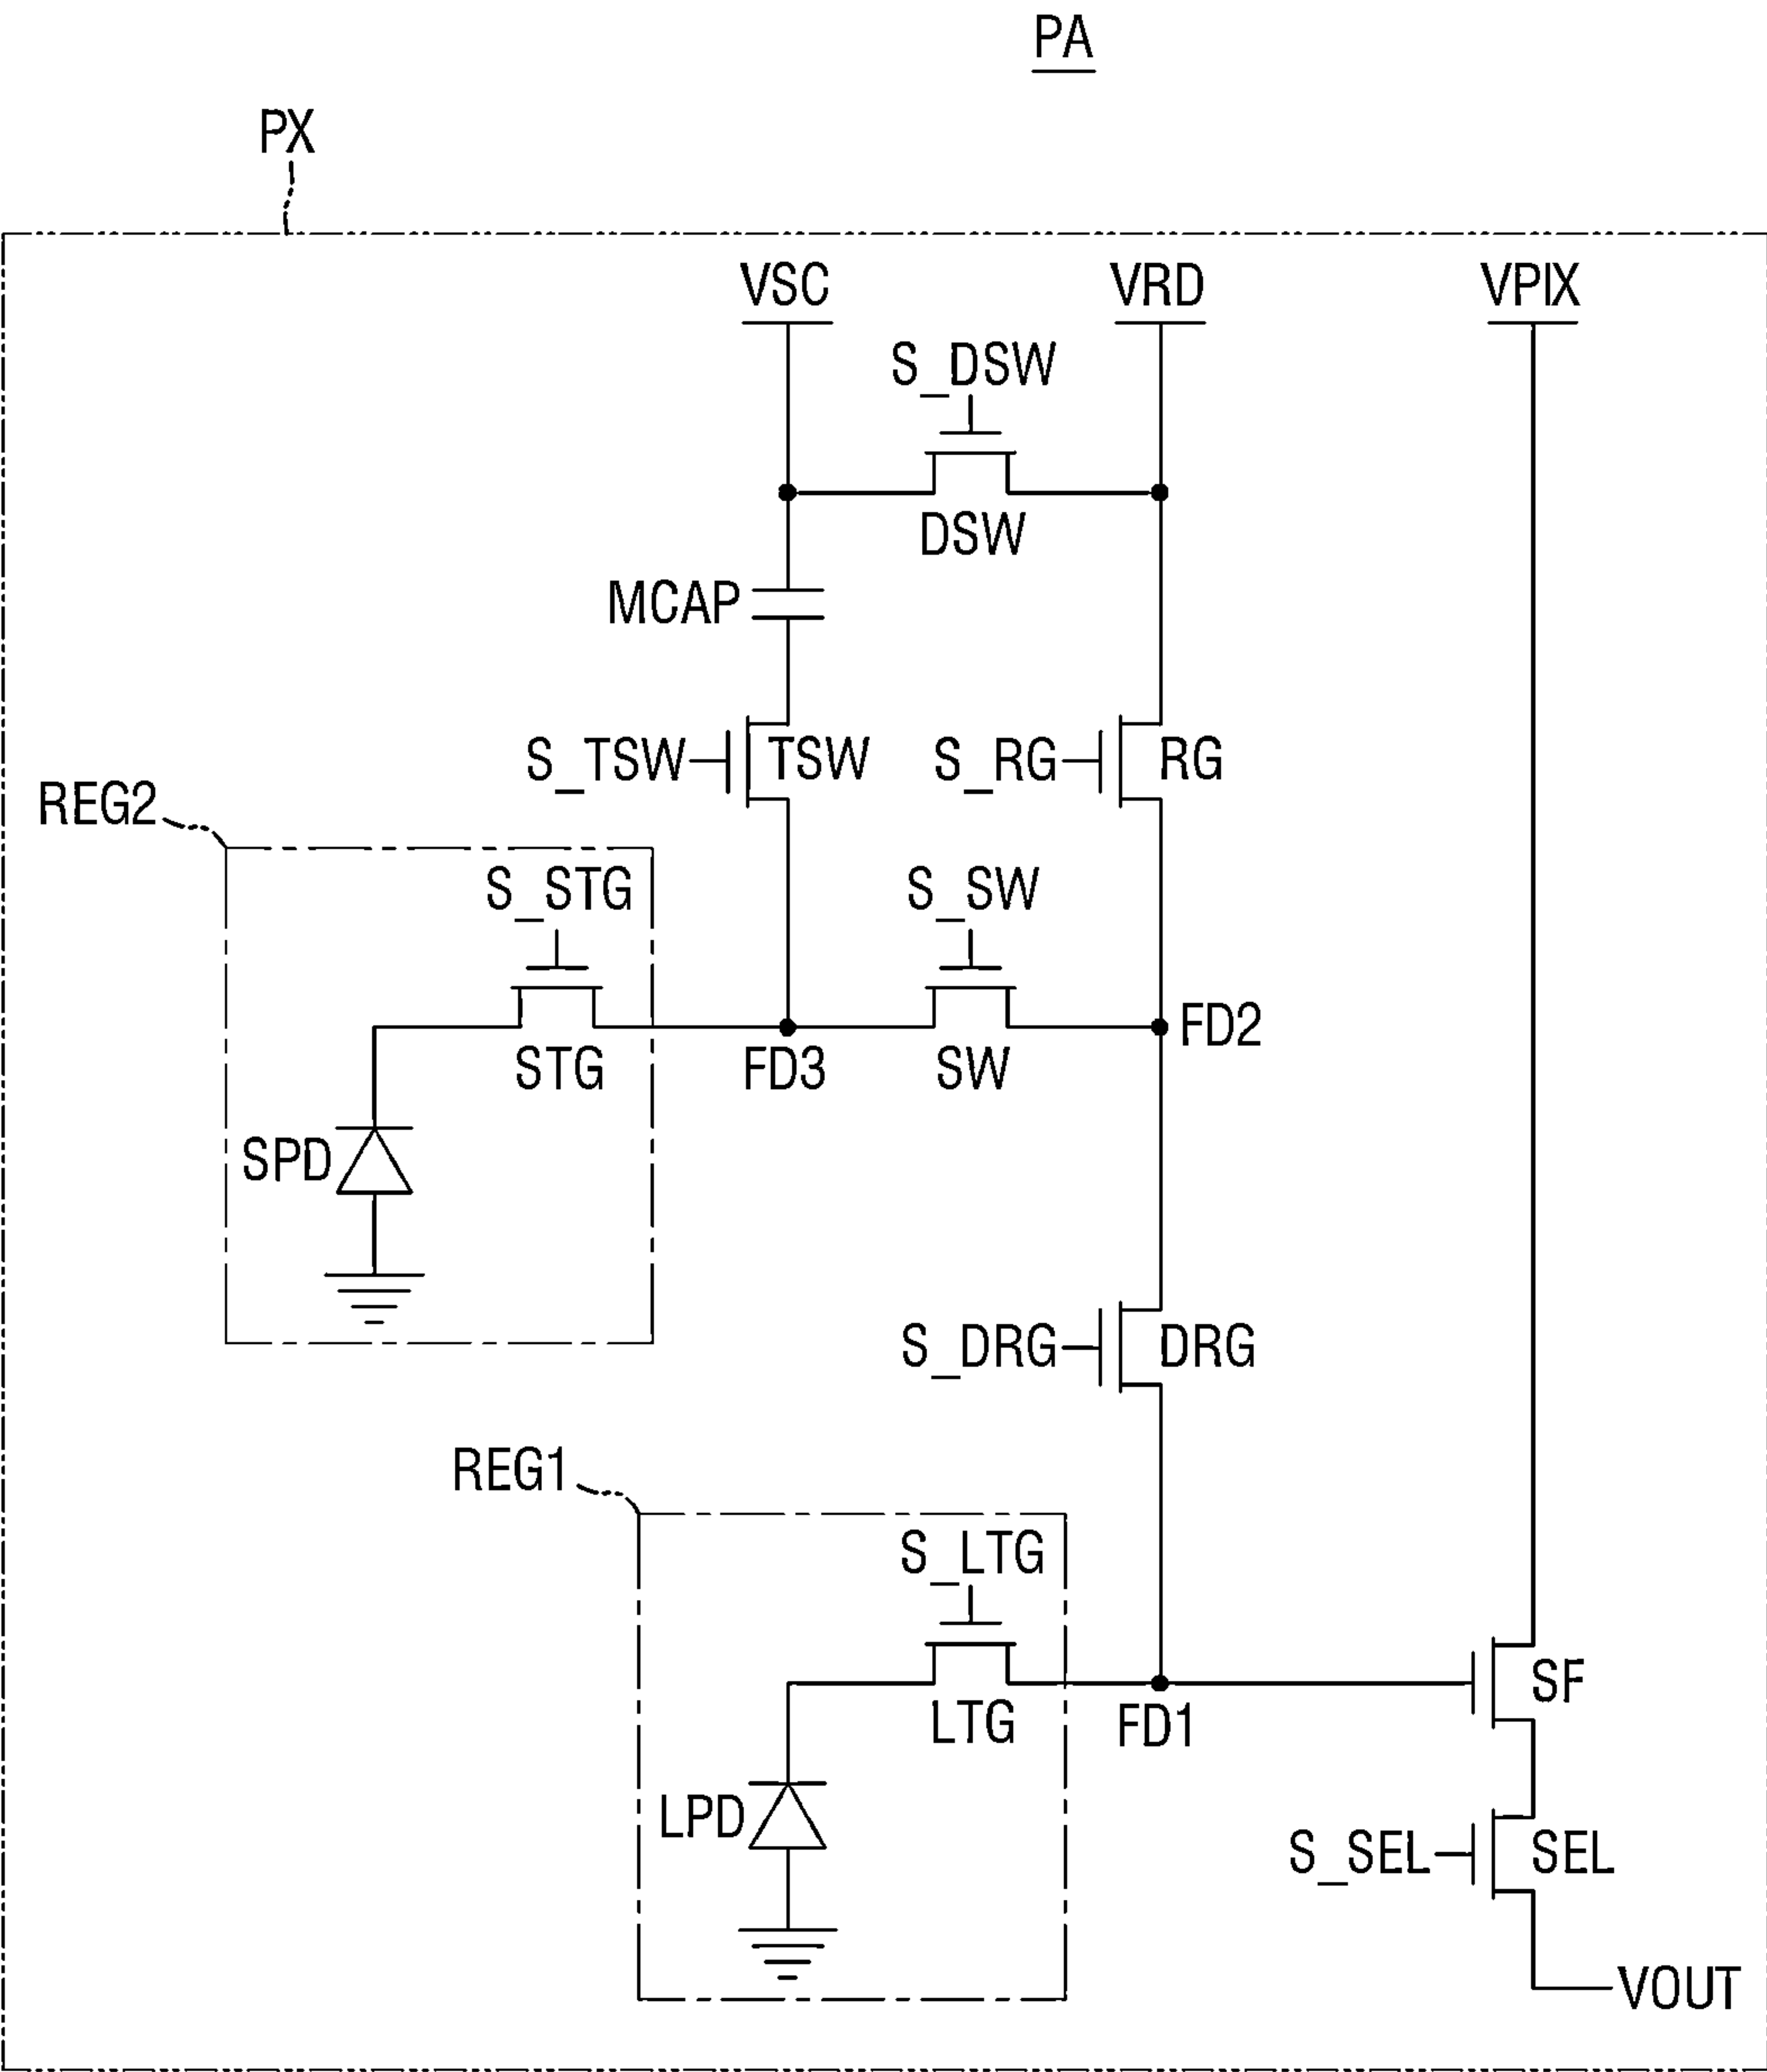 PA
PX
VSC
VRD
VPIX
S_DSW
DSW
MCAP
S_TSW
TSW
S_RG
RG
REG2
S_STG
S_SW
STG
FD3
SW
FD2
SPD
S_DRG
DRG
REG1
S_LTG
LTG
FD1
SF
LPD
S_SEL
SEL
VOUT